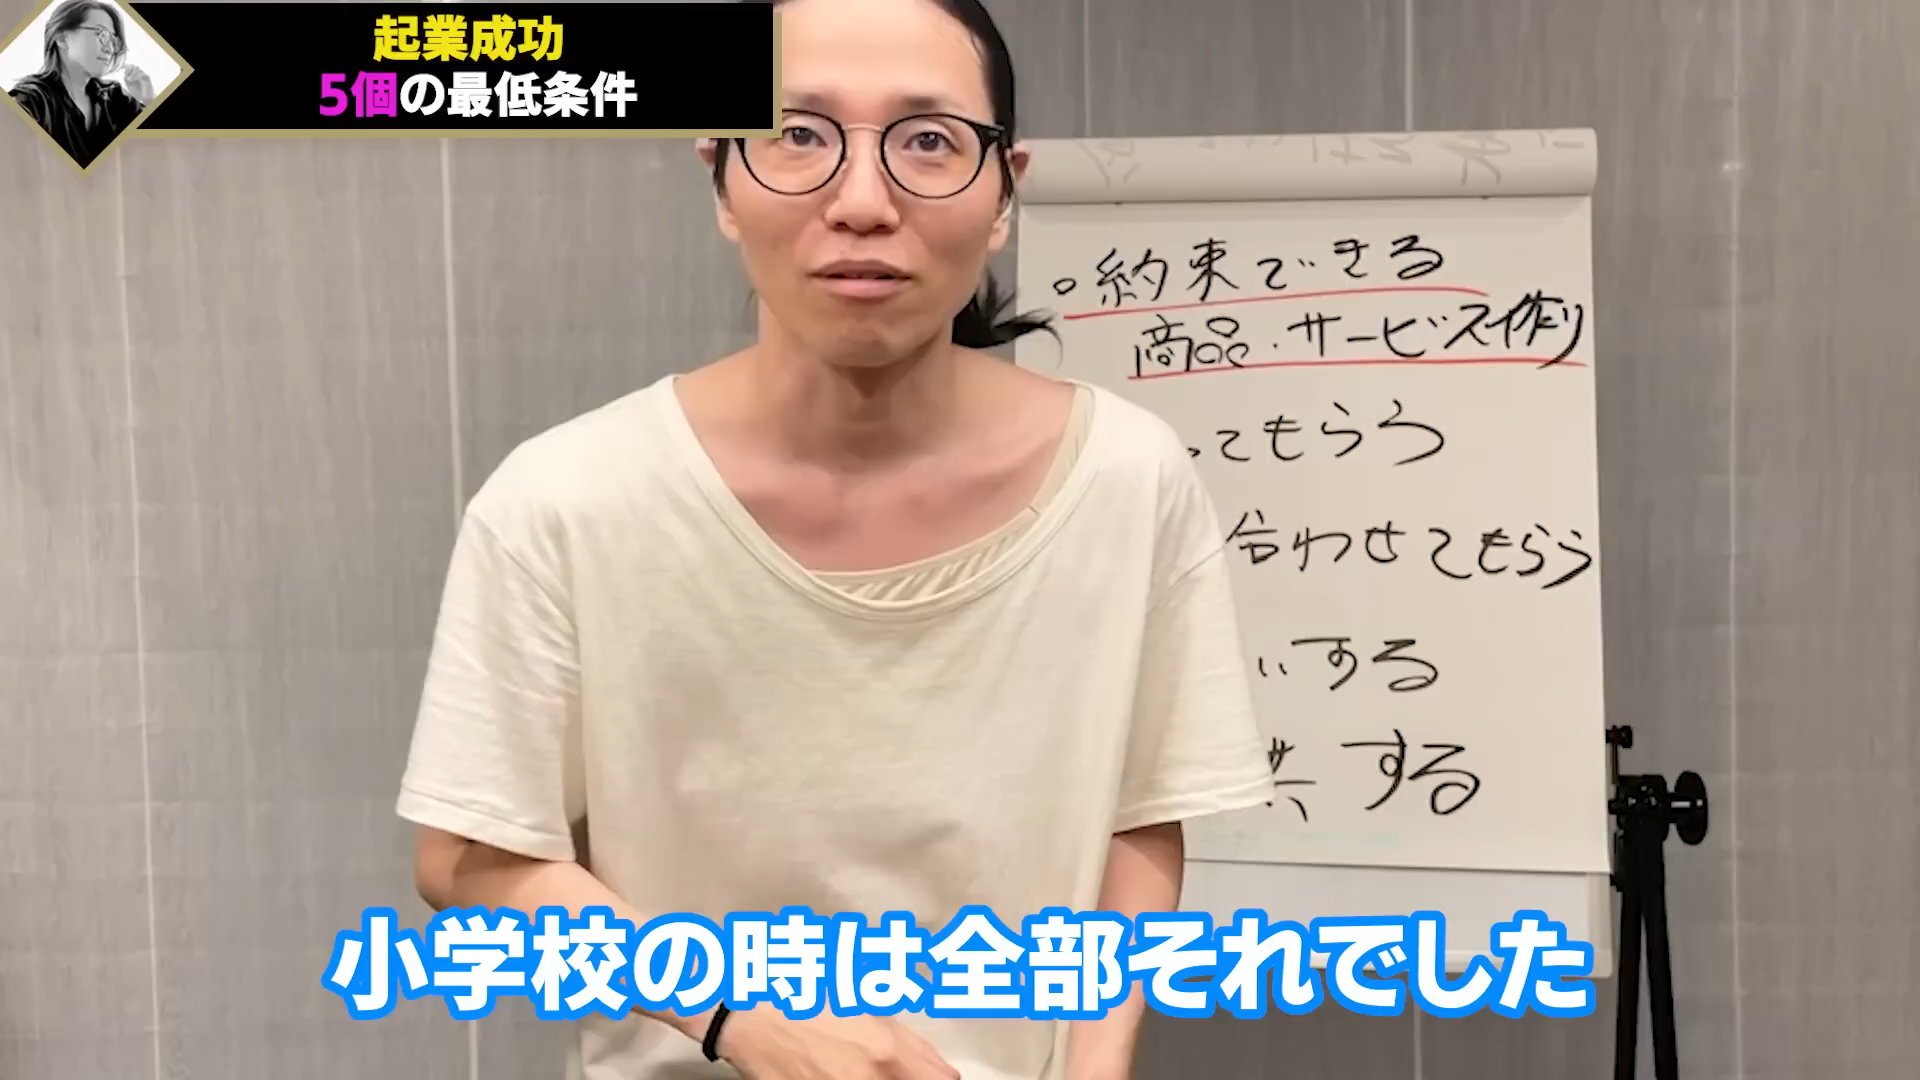 起業成功
5個の最低条件
。約束できる
商品・サービス作り
ってもらう
合わせてもらう
いする
供する
小学校の時は全部それでした